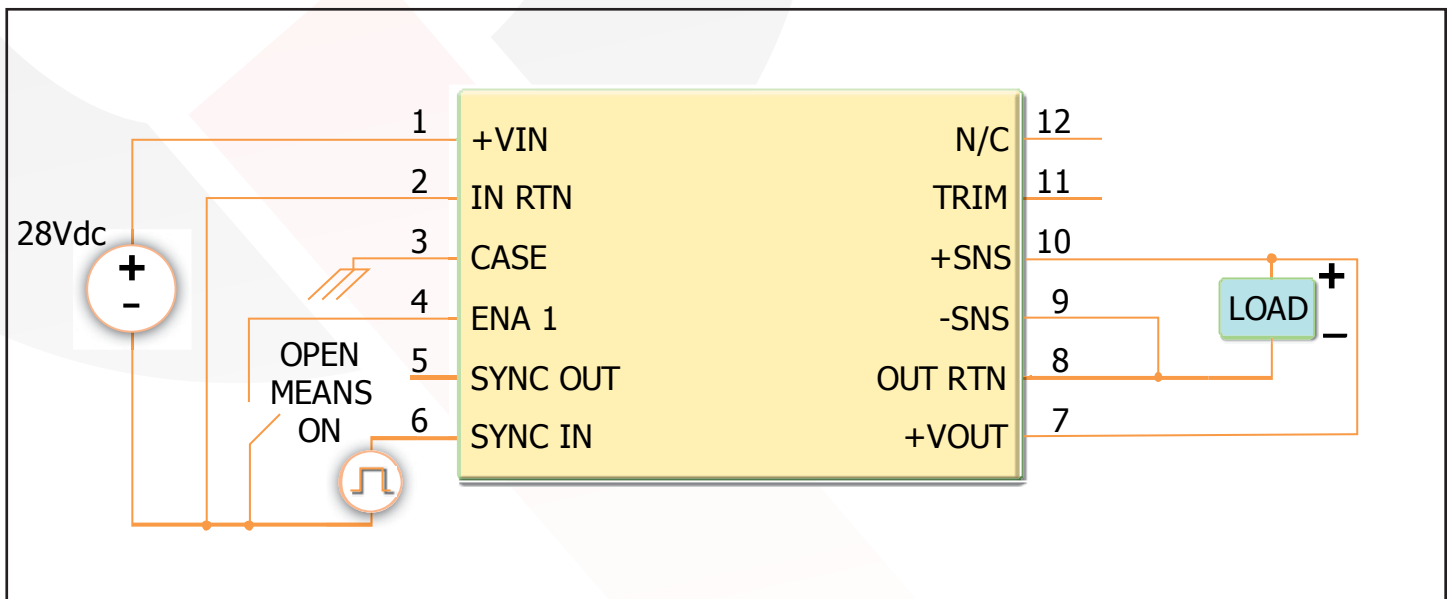 28Vdc
+
-
1
+VIN
2
IN RTN
3
CASE
4
ENA 1
5
SYNC OUT
6
SYNC IN
OPEN
MEANS
ON
12
N/C
11
TRIM
10
+SNS
9
-SNS
8
OUT RTN
7
+VOUT
LOAD
+
−